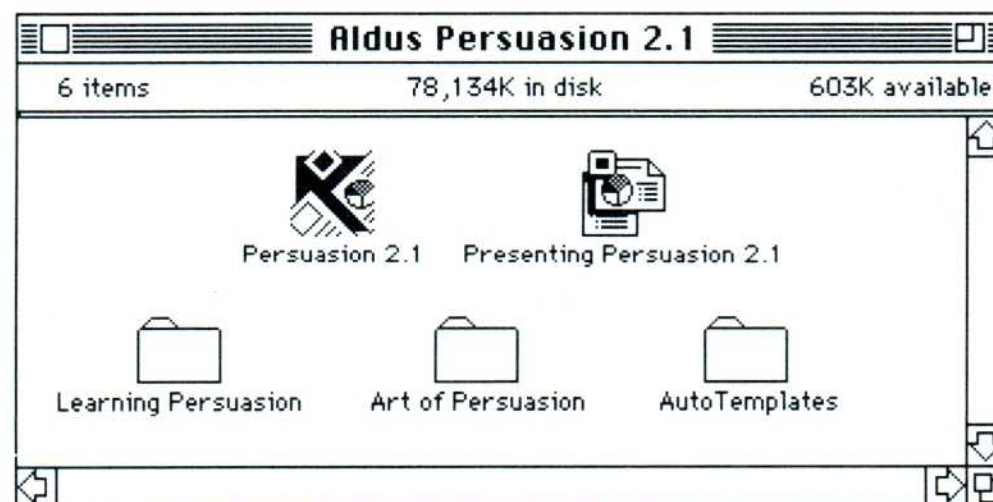 Aldus Persuasion 2.1
6 items 78,134K in disk 603K available
Persuasion 2.1 Presenting Persuasion 2.1
Learning Persuasion Art of Persuasion AutoTemplates